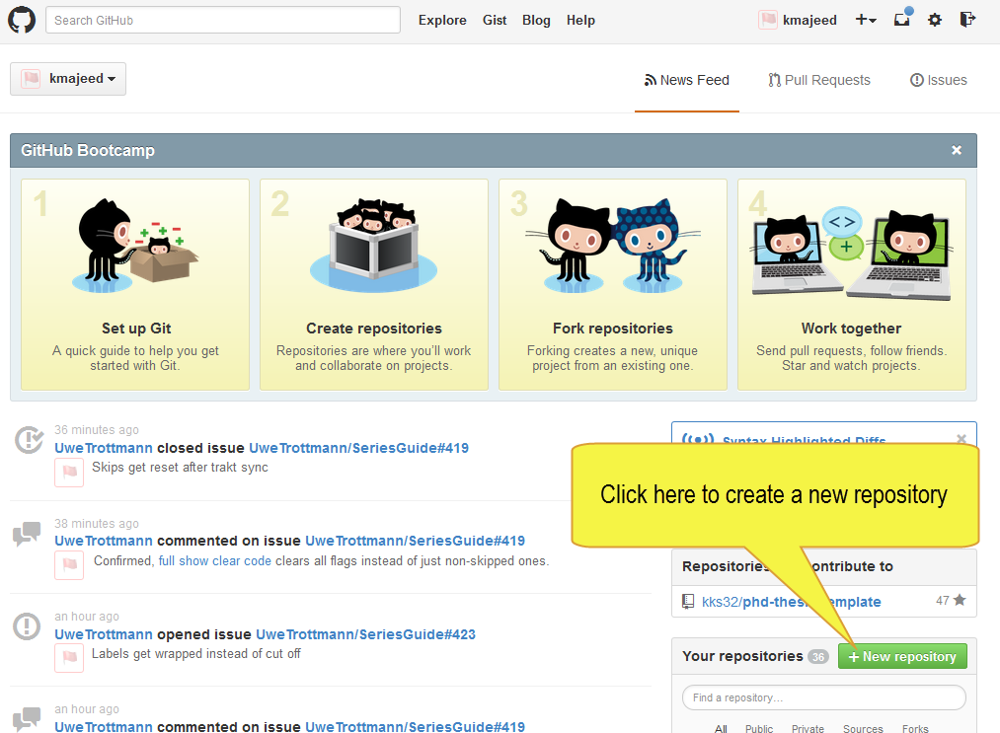 Search GitHub
Explore Gist Blog Help
kmajeed
kmajeed
News Feed
Pull Requests
Issues
GitHub Bootcamp
1
Set up Git
A quick guide to help you get
started with Git.
2
Create repositories
Repositories are where you'll work
and collaborate on projects.
3
Fork repositories
Forking creates a new, unique
project from an existing one.
4
Work together
Send pull requests, follow friends.
Star and watch projects.
36 minutes ago
UweTrottmann closed issue UweTrottmann/SeriesGuide#419
Skips get reset after trakt sync
38 minutes ago
UweTrottmann commented on issue UweTrottmann/SeriesGuide#419
Confirmed, full show clear code clears all flags instead of just non-skipped ones.
an hour ago
UweTrottmann opened issue UweTrottmann/SeriesGuide#423
Labels get wrapped instead of cut off
an hour ago
UweTrottmann commented on issue UweTrottmann/SeriesGuide#419
Syntax Highlighted Diffs
Click here to create a new repository
Repositories ontribute to
kks32/phd-thesis-template 47
Your repositories 36 + New repository
Find a repository...
All Public Private Sources Forks